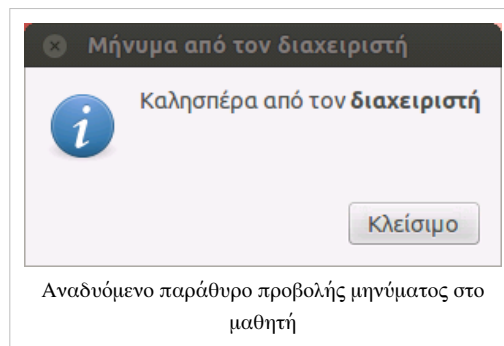 Μήνυμα από τον διαχειριστή
Καλησπέρα από τον διαχειριστή
Κλείσιμο
Αναδυόμενο παράθυρο προβολής μηνύματος στο
μαθητή